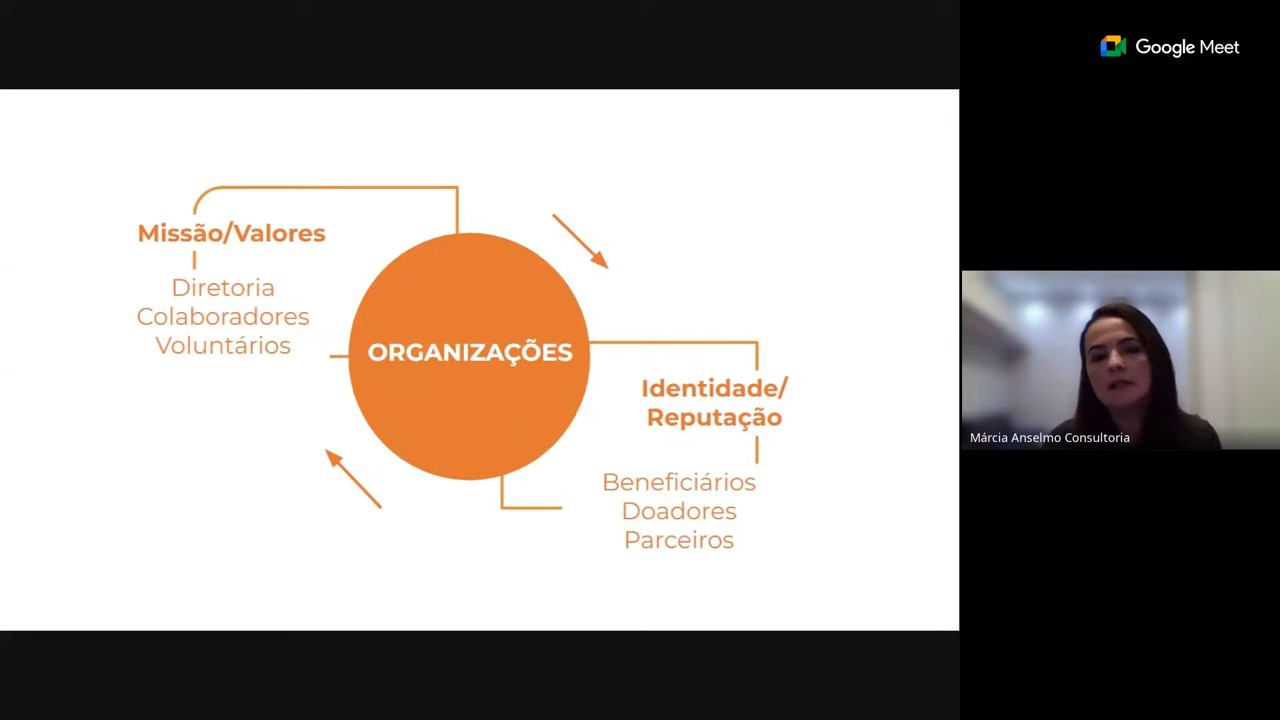 Google Meet
Missão/Valores
Diretoria
Colaboradores
Voluntários
ORGANIZAÇÕES
Identidade/
Reputação
Beneficiários
Doadores
Parceiros
Márcia Anselmo Consultoria